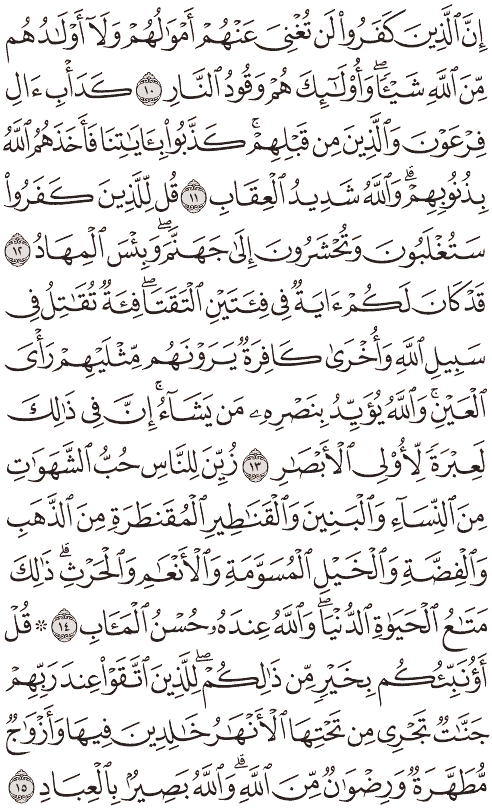 إِنَّ ٱلَّذِينَ كَفَرُوا۟ لَن تُغْنِىَ عَنْهُمْ أَمْوَٰلُهُمْ وَلَآ أَوْلَـٰدُهُم
مِّنَ ٱللَّهِ شَيْـًٔا ۖ وَأُو۟لَـٰٓئِكَ هُمْ وَقُودُ ٱلنَّارِ ١٠ كَدَأْبِ ءَالِ
فِرْعَوْنَ وَٱلَّذِينَ مِن قَبْلِهِمْ ۚ كَذَّبُوا۟ بِـَٔايَـٰتِنَا فَأَخَذَهُمُ ٱللَّهُ
بِذُنُوبِهِمْ ۗ وَٱللَّهُ شَدِيدُ ٱلْعِقَابِ ١١ قُل لِّلَّذِينَ كَفَرُوا۟
سَتُغْلَبُونَ وَتُحْشَرُونَ إِلَىٰ جَهَنَّمَ ۚ وَبِئْسَ ٱلْمِهَادُ ١٢
قَدْ كَانَ لَكُمْ ءَايَةٌ فِى فِئَتَيْنِ ٱلْتَقَتَا ۖ فِئَةٌ تُقَـٰتِلُ فِى
سَبِيلِ ٱللَّهِ وَأُخْرَىٰ كَافِرَةٌ يَرَوْنَهُم مِّثْلَيْهِمْ رَأْىَ
ٱلْعَيْنِ ۚ وَٱللَّهُ يُؤَيِّدُ بِنَصْرِهِۦ مَن يَشَآءُ ۗ إِنَّ فِى ذَٰلِكَ
لَعِبْرَةً لِّأُو۟لِى ٱلْأَبْصَـٰرِ ١٣ زُيِّنَ لِلنَّاسِ حُبُّ ٱلشَّهَوَٰتِ
مِنَ ٱلنِّسَآءِ وَٱلْبَنِينَ وَٱلْقَنَـٰطِيرِ ٱلْمُقَنطَرَةِ مِنَ ٱلذَّهَبِ
وَٱلْفِضَّةِ وَٱلْخَيْلِ ٱلْمُسَوَّمَةِ وَٱلْأَنْعَـٰمِ وَٱلْحَرْثِ ۗ ذَٰلِكَ
مَتَـٰعُ ٱلْحَيَوٰةِ ٱلدُّنْيَا ۖ وَٱللَّهُ عِندَهُۥ حُسْنُ ٱلْمَـَٔابِ ١٤ ۞ قُلْ
أَؤُنَبِّئُكُم بِخَيْرٍ مِّن ذَٰلِكُمْ ۚ لِلَّذِينَ ٱتَّقَوْا۟ عِندَ رَبِّهِمْ
جَنَّـٰتٌ تَجْرِى مِن تَحْتِهَا ٱلْأَنْهَـٰرُ خَـٰلِدِينَ فِيهَا وَأَزْوَٰجٌ
مُّطَهَّرَةٌ وَرِضْوَٰنٌ مِّنَ ٱللَّهِ ۗ وَٱللَّهُ بَصِيرٌۢ بِٱلْعِبَادِ ١٥